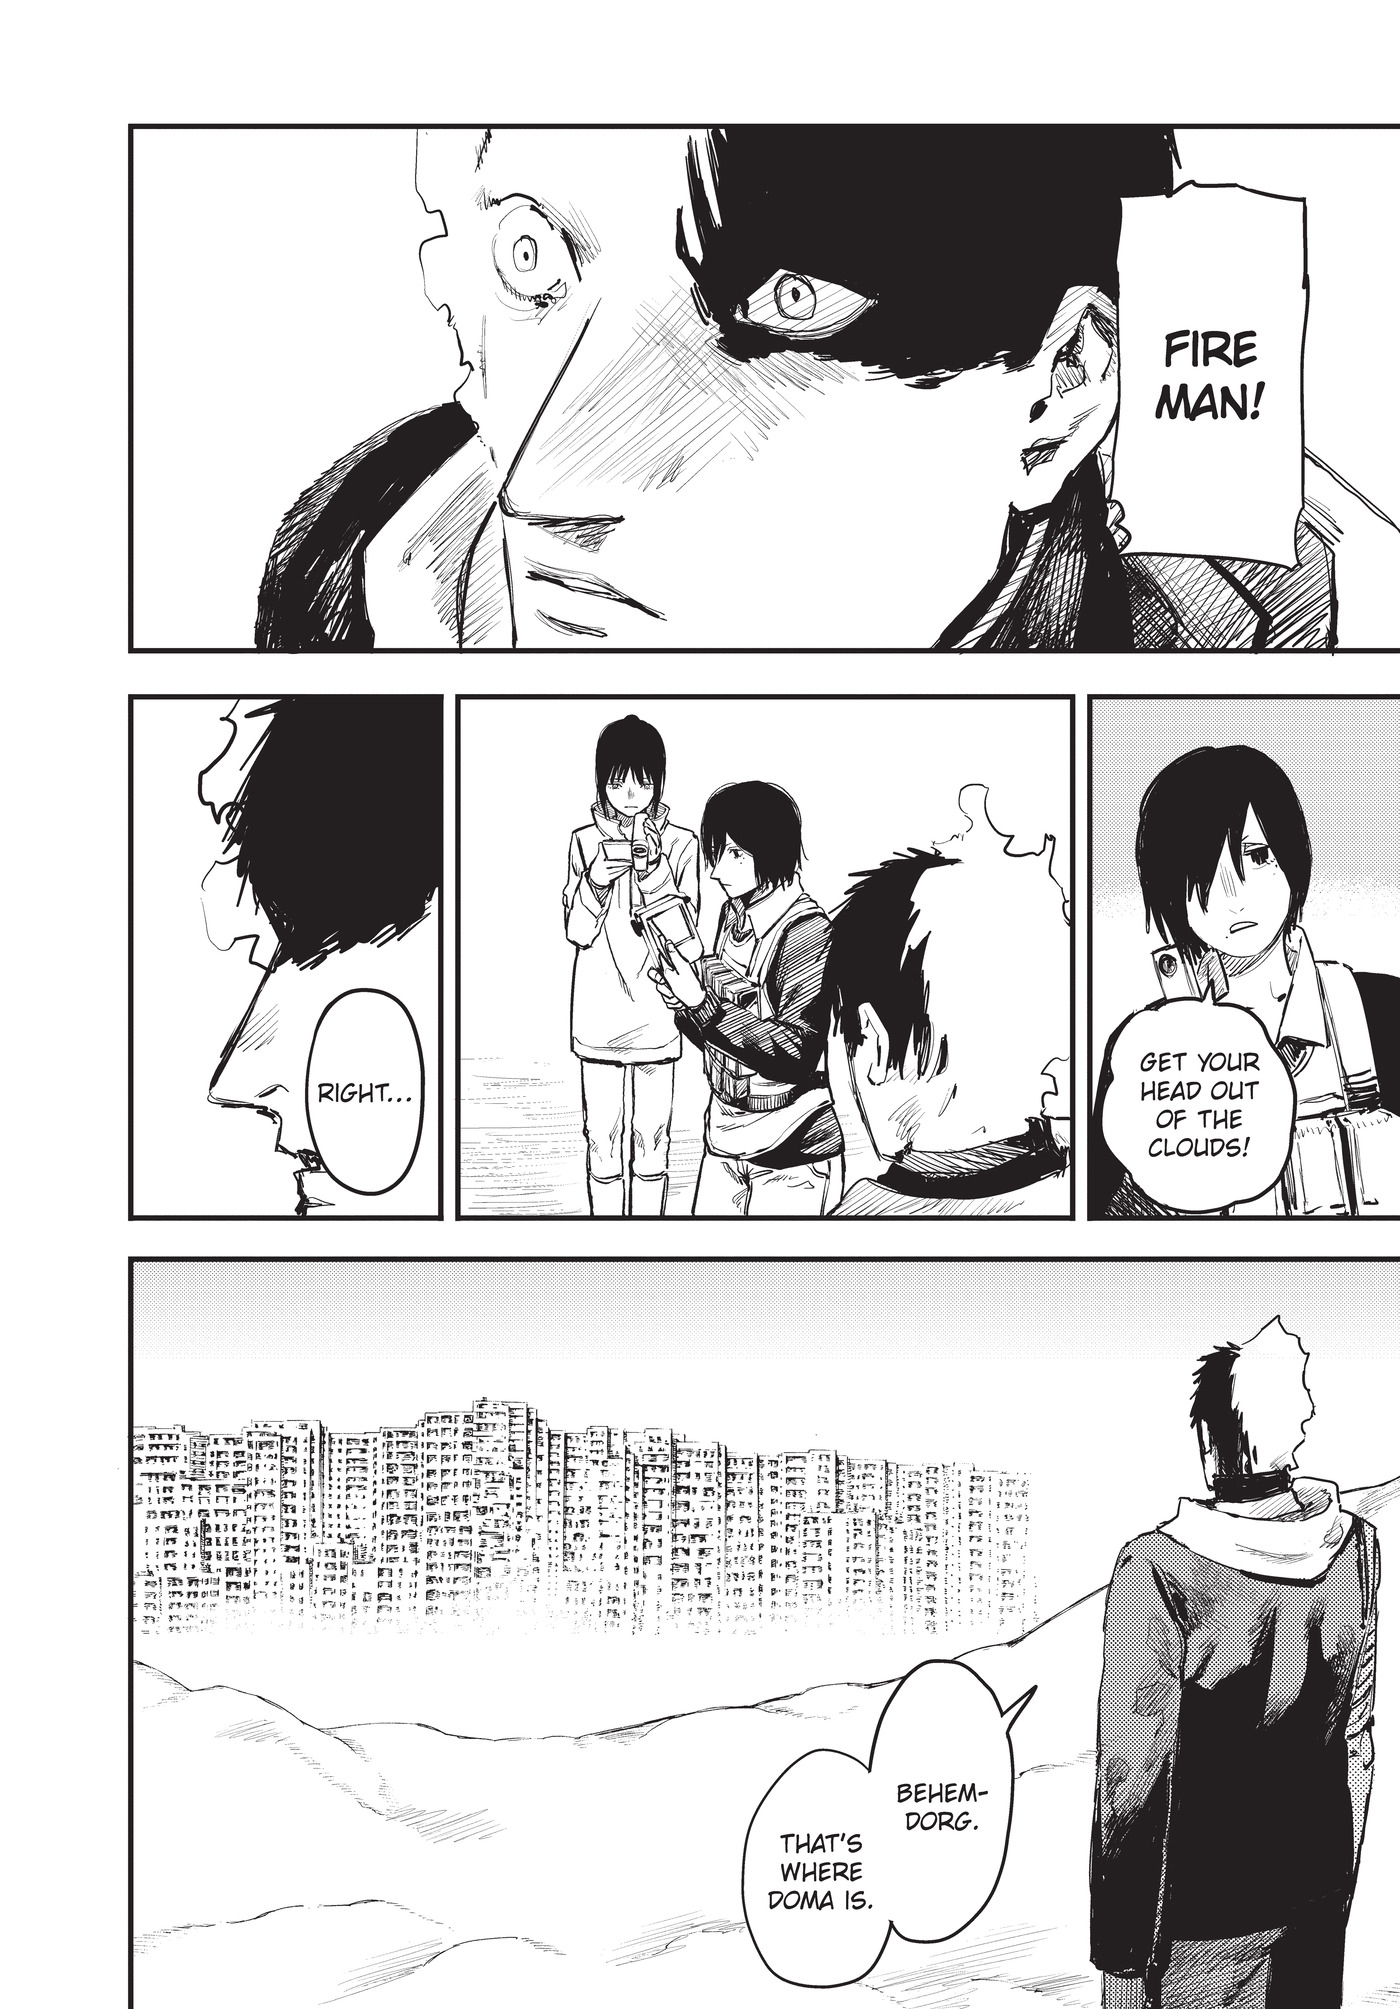 FIRE
MAN!
GET YOUR
HEAD OUT
OF THE
CLOUDS!
RIGHT...
BEHEM-
DORG.
THAT'S
WHERE
DOMA IS.